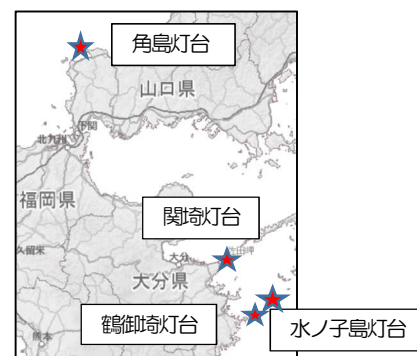 角島灯台
山口県
下関
北九州
福岡県
関埼灯台
久留米
佐田岬
大分
大分県
鶴御埼灯台
水ノ子島灯台
熊本